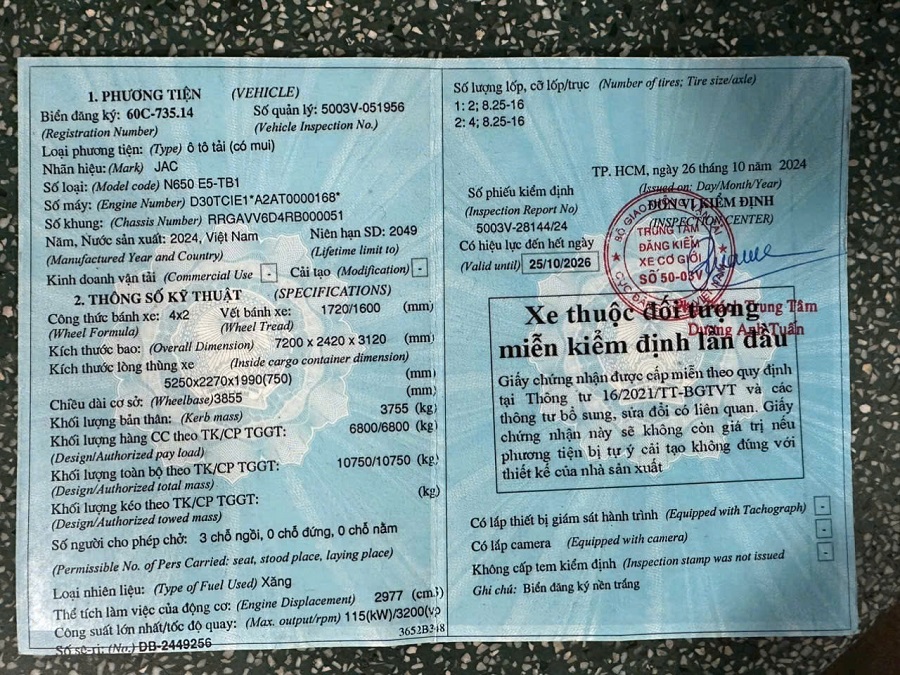 1. PHƯƠNG TIỆN (VEHICLE)
Biển đăng ký: 60C-735.14 Số quản lý: 5003V-051956
(Registration Number) (Vehicle Inspection No.)
Loại phương tiện: (Type) Ô tô tải (có mui)
Nhãn hiệu: (Mark) JAC
Số loại: (Model code) N650 E5-TB1
Số máy: (Engine Number) D30TCIE1*A2AT0000168*
Số khung: (Chassis Number) RRGAVV6D4RB000051
Năm, Nước sản xuất: 2024, Việt Nam Niên hạn SD: 2049
(Manufactured Year and Country) (Lifetime limit to)
Kinh doanh vận tải (Commercial Use - Cải tạo (Modification) -
2. THÔNG SỐ KỸ THUẬT (SPECIFICATIONS)
Công thức bánh xe: 4x2 Vết bánh xe: 1720/1600 (mm)
(Wheel Formula) (Wheel Tread)
Kích thước bao: (Overall Dimension) 7200 x 2420 x 3120 (mm)
Kích thước lòng thùng xe (Inside cargo container dimension)
5250x2270x1990(750) (mm)
Chiều dài cơ sở: (Wheelbase)3855 (mm)
Khối lượng bản thân: (Kerb mass) 3755 (kg)
Khối lượng hàng CC theo TK/CP TGGT: 6800/6800 (kg)
(Design/Authorized pay load)
Khối lượng toàn bộ theo TK/CP TGGT: 10750/10750 (kg)
(Design/Authorized total mass)
Khối lượng kéo theo TK/CP TGGT: (kg)
(Design/Authorized towed mass)
Số người cho phép chở: 3 chỗ ngồi, 0 chỗ đứng, 0 chỗ nằm
(Permissible No. of Pers Carried: seat, stood place, laying place)
Loại nhiên liệu: (Type of Fuel Used) Xăng
Thể tích làm việc của động cơ: (Engine Displacement) 2977 (cm3)
Công suất lớn nhất/tốc độ quay: (Max. output/rpm) 115(kW)/3200(vp
3652B348
Số sê-ri: (No.) DB-2449256
Số lượng lốp, cỡ lốp/trục (Number of tires; Tire size/axle)
1: 2; 8.25-16
2: 4; 8.25-16
TP. HCM, ngày 26 tháng 10 năm 2024
(Issued on: Day/Month/Year)
Số phiếu kiểm định ĐƠN VỊ KIỂM ĐỊNH
(Inspection Report No) (INSPECTION CENTER)
5003V-28144/24
Có hiệu lực đến hết ngày
(Valid until) 25/10/2026
TRUNG TÂM
ĐĂNG KIỂM
XE CƠ GIỚI
SỐ 50-03V
Trung Tâm
Dương Anh Tuấn
Xe thuộc đối tượng
miễn kiểm định lần đầu
Giấy chứng nhận được cấp miễn theo quy định
tại Thông tư 16/2021/TT-BGTVT và các
thông tư bổ sung, sửa đổi có liên quan. Giấy
chứng nhận này sẽ không còn giá trị nếu
phương tiện bị tự ý cải tạo không đúng với
thiết kế của nhà sản xuất
Có lắp thiết bị giám sát hành trình (Equipped with Tachograph) -
Có lắp camera (Equipped with camera) -
Không cấp tem kiểm định (Inspection stamp was not issued -
Ghi chú: Biển đăng ký nền trắng